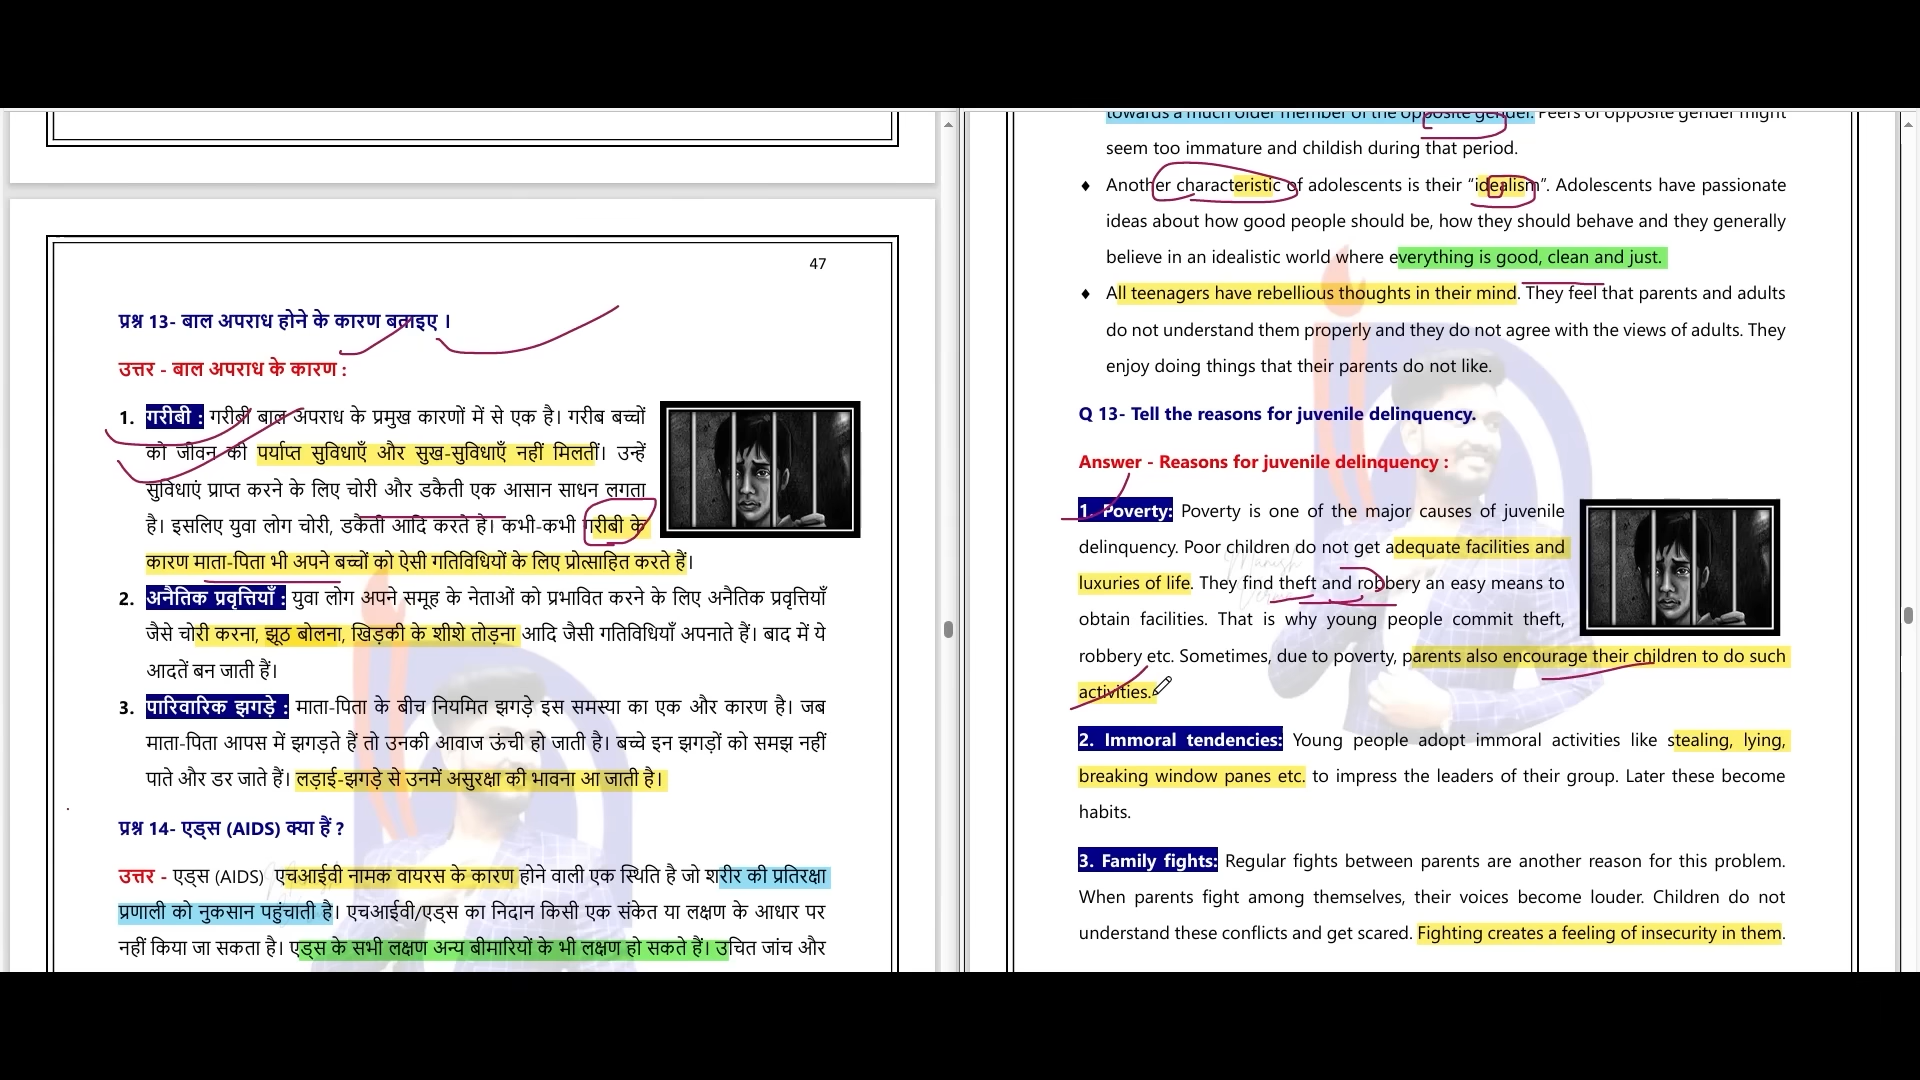 47
प्रश्न 13- बाल अपराध होने के कारण बताइए ।
उत्तर - बाल अपराध के कारण :
1. गरीबी : गरीबी बाल अपराध के प्रमुख कारणों में से एक है। गरीब बच्चों
को जीवन की पर्याप्त सुविधाएँ और सुख-सुविधाएँ नहीं मिलतीं। उन्हें
सुविधाएं प्राप्त करने के लिए चोरी और डकैती एक आसान साधन लगता
है। इसलिए युवा लोग चोरी, डकैती आदि करते हे। कभी-कभी गरीबी के
कारण माता-पिता भी अपने बच्चों को ऐसी गतिविधियों के लिए प्रोत्साहित करते हैं।
2. अनैतिक प्रवृत्तियाँ : युवा लोग अपने समूह के नेताओं को प्रभावित करने के लिए अनैतिक प्रवृत्तियाँ
जैसे चोरी करना, झूठ बोलना, खिड़की के शीशे तोड़ना आदि जैसी गतिविधियाँ अपनाते हैं। बाद में ये
आदतें बन जाती हैं।
3. पारिवारिक झगड़े : माता-पिता के बीच नियमित झगड़े इस समस्या का एक और कारण है। जब
माता-पिता आपस में झगड़ते हैं तो उनकी आवाज ऊंची हो जाती है। बच्चे इन झगड़ों को समझ नहीं
पाते और डर जाते हैं। लड़ाई-झगड़े से उनमें असुरक्षा की भावना आ जाती है।
प्रश्न 14- एड्स (AIDS) क्या हैं ?
उत्तर - एड्स (AIDS) एचआईवी नामक वायरस के कारण होने वाली एक स्थिति है जो शरीर की प्रतिरक्षा
प्रणाली को नुकसान पहुंचाती है। एचआईवी/एड्स का निदान किसी एक संकेत या लक्षण के आधार पर
नहीं किया जा सकता है। एड्स के सभी लक्षण अन्य बीमारियों के भी लक्षण हो सकते हैं। उचित जांच और
towards a much older member of the opposite gender. Peers of opposite gender might
seem too immature and childish during that period.
♦ Another characteristic of adolescents is their “idealism”. Adolescents have passionate
ideas about how good people should be, how they should behave and they generally
believe in an idealistic world where everything is good, clean and just.
♦ All teenagers have rebellious thoughts in their mind. They feel that parents and adults
do not understand them properly and they do not agree with the views of adults. They
enjoy doing things that their parents do not like.
Q 13- Tell the reasons for juvenile delinquency.
Answer - Reasons for juvenile delinquency :
1. Poverty: Poverty is one of the major causes of juvenile
delinquency. Poor children do not get adequate facilities and
luxuries of life. They find theft and robbery an easy means to
obtain facilities. That is why young people commit theft,
robbery etc. Sometimes, due to poverty, parents also encourage their children to do such
activities.
2. Immoral tendencies: Young people adopt immoral activities like stealing, lying,
breaking window panes etc. to impress the leaders of their group. Later these become
habits.
3. Family fights: Regular fights between parents are another reason for this problem.
When parents fight among themselves, their voices become louder. Children do not
understand these conflicts and get scared. Fighting creates a feeling of insecurity in them.
Manish
Verma